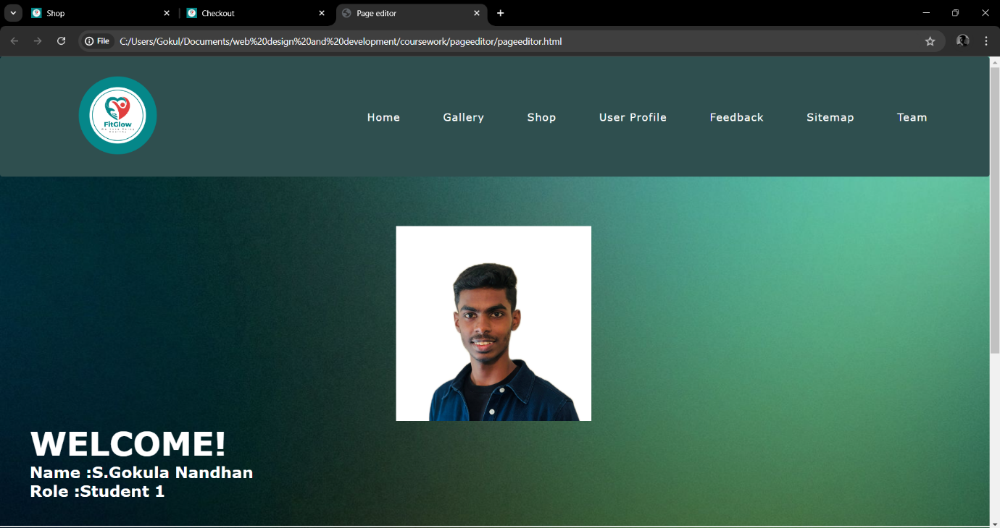 Shop
Checkout
Page editor
File
C:/Users/Gokul/Documents/web%20design%20and%20development/coursework/pageeditor/pageeditor.html
FitGlow
Home Gallery Shop User Profile Feedback Sitemap Team
WELCOME!
Name :S.Gokula Nandhan
Role :Student 1